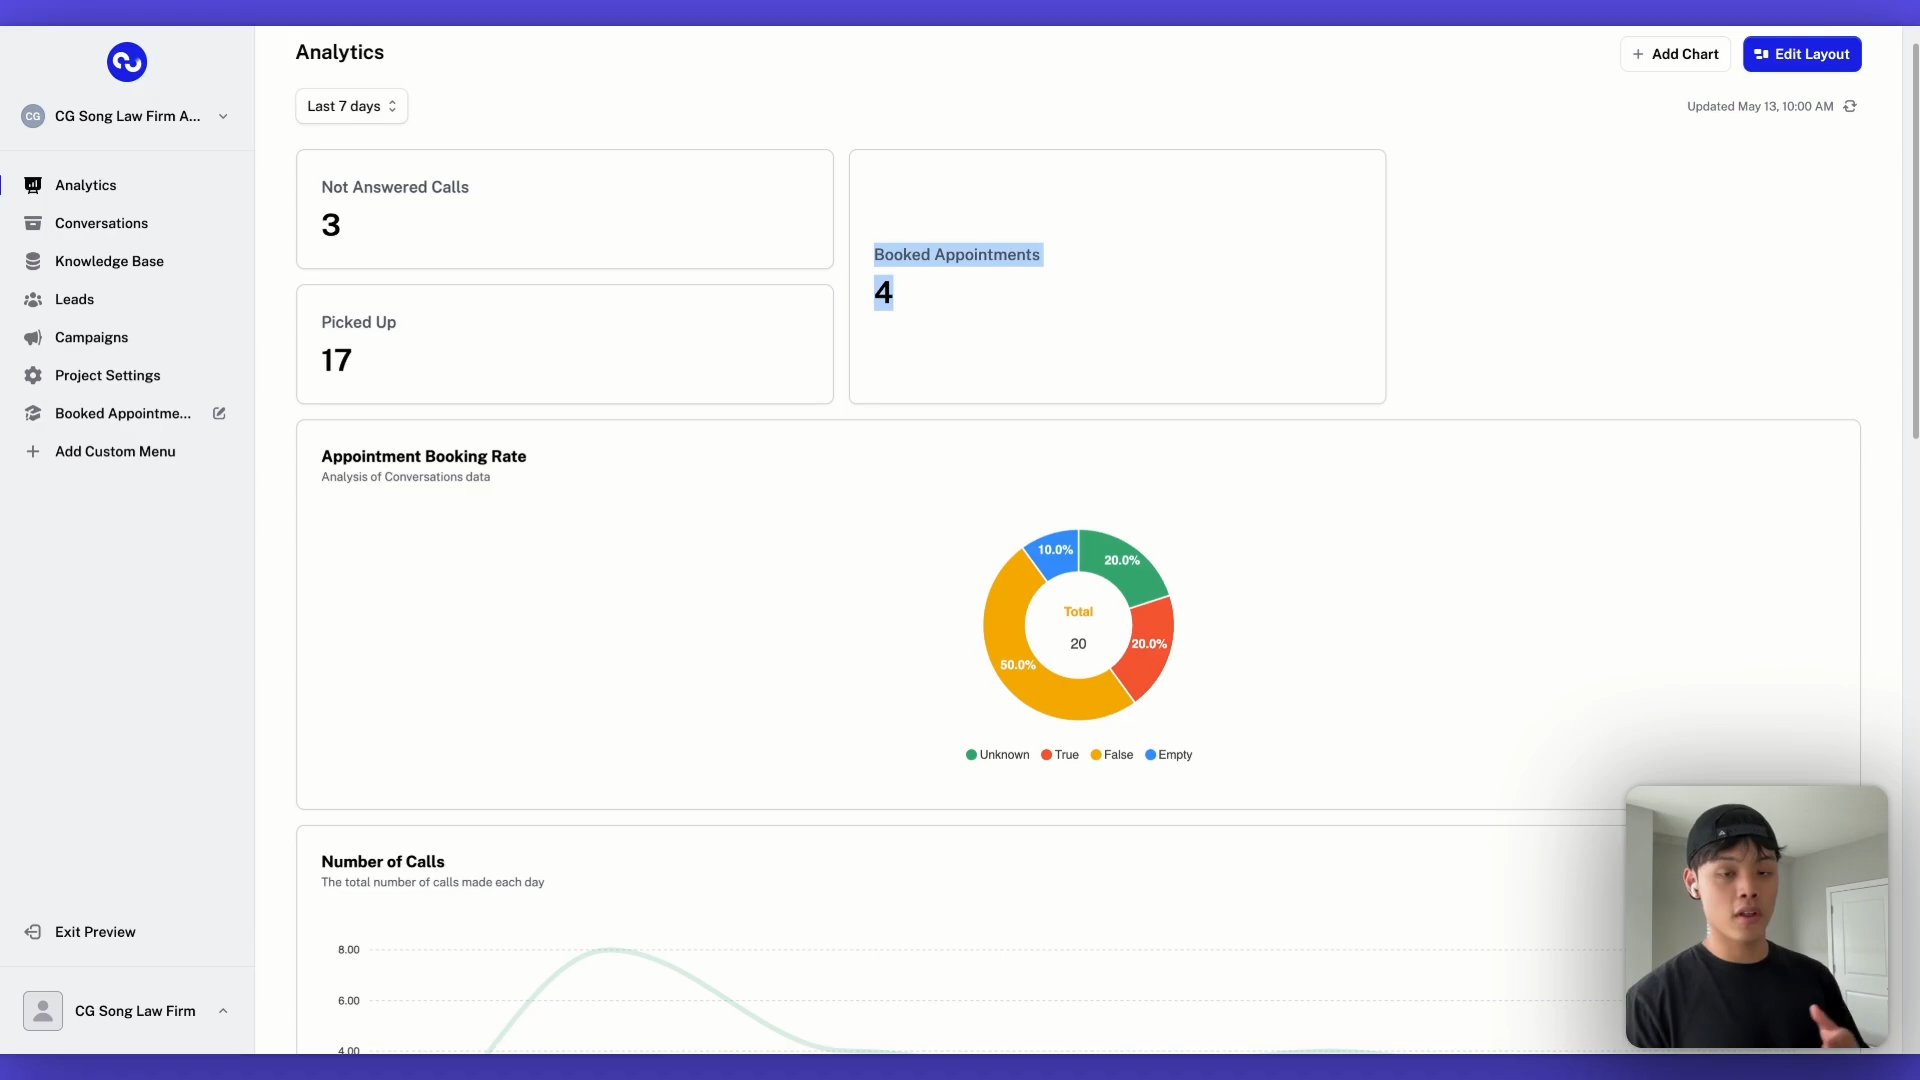 Analytics
+ Add Chart
Edit Layout
CG
CG Song Law Firm A...
Last 7 days
Updated May 13, 10:00 AM
Analytics
Conversations
Knowledge Base
Leads
Campaigns
Project Settings
Booked Appointme...
+ Add Custom Menu
Exit Preview
CG Song Law Firm
Not Answered Calls
3
Picked Up
17
Booked Appointments
4
Appointment Booking Rate
Analysis of Conversations data
10.0%
20.0%
20.0%
50.0%
Total
20
Unknown
True
False
Empty
Number of Calls
The total number of calls made each day
8.00
6.00
4.00